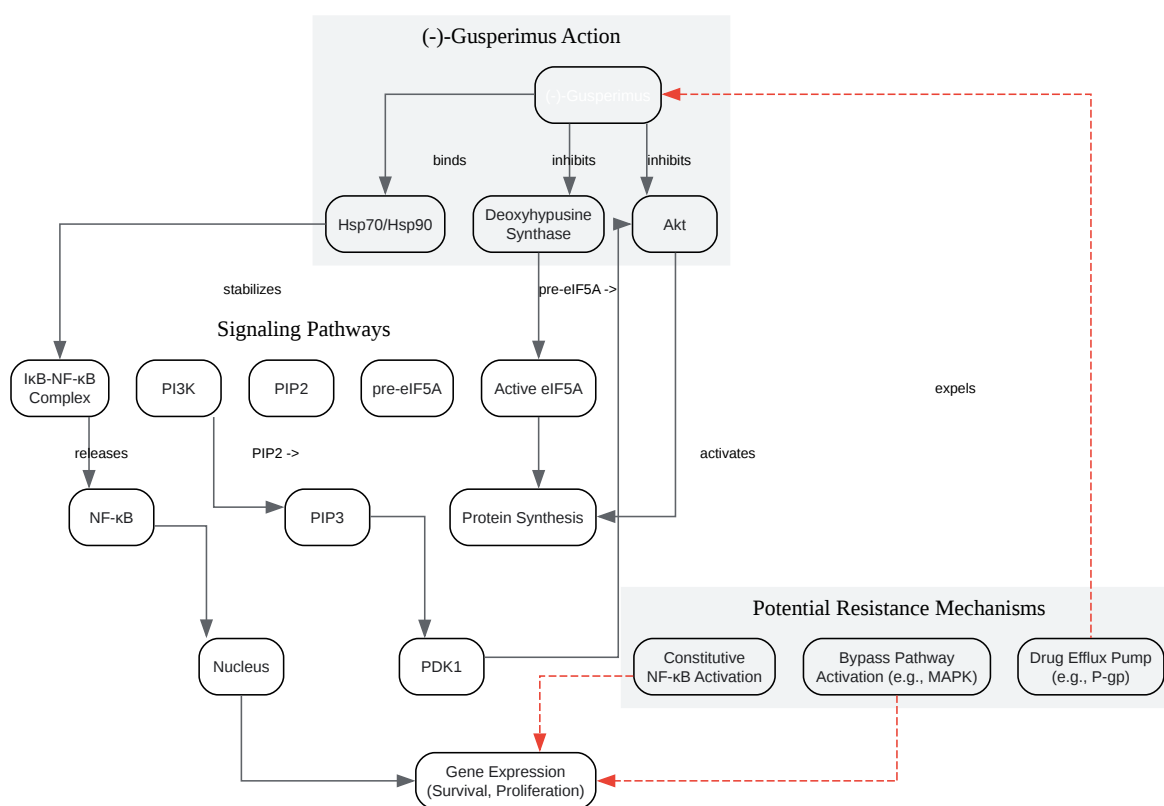 (-)-Gusperimus Action
(-)-Gusperimus
binds
inhibits
inhibits
Hsp70/Hsp90
Deoxyhypusine
Synthase
Akt
stabilizes
pre-eIF5A ->
Signaling Pathways
IκB-NF-κB
Complex
PI3K
PIP2
pre-eIF5A
Active eIF5A
expels
releases
PIP2 ->
activates
NF-κB
PIP3
Protein Synthesis
Potential Resistance Mechanisms
Nucleus
PDK1
Constitutive
NF-κB Activation
Bypass Pathway
Activation (e.g., MAPK)
Drug Efflux Pump
(e.g., P-gp)
Gene Expression
(Survival, Proliferation)